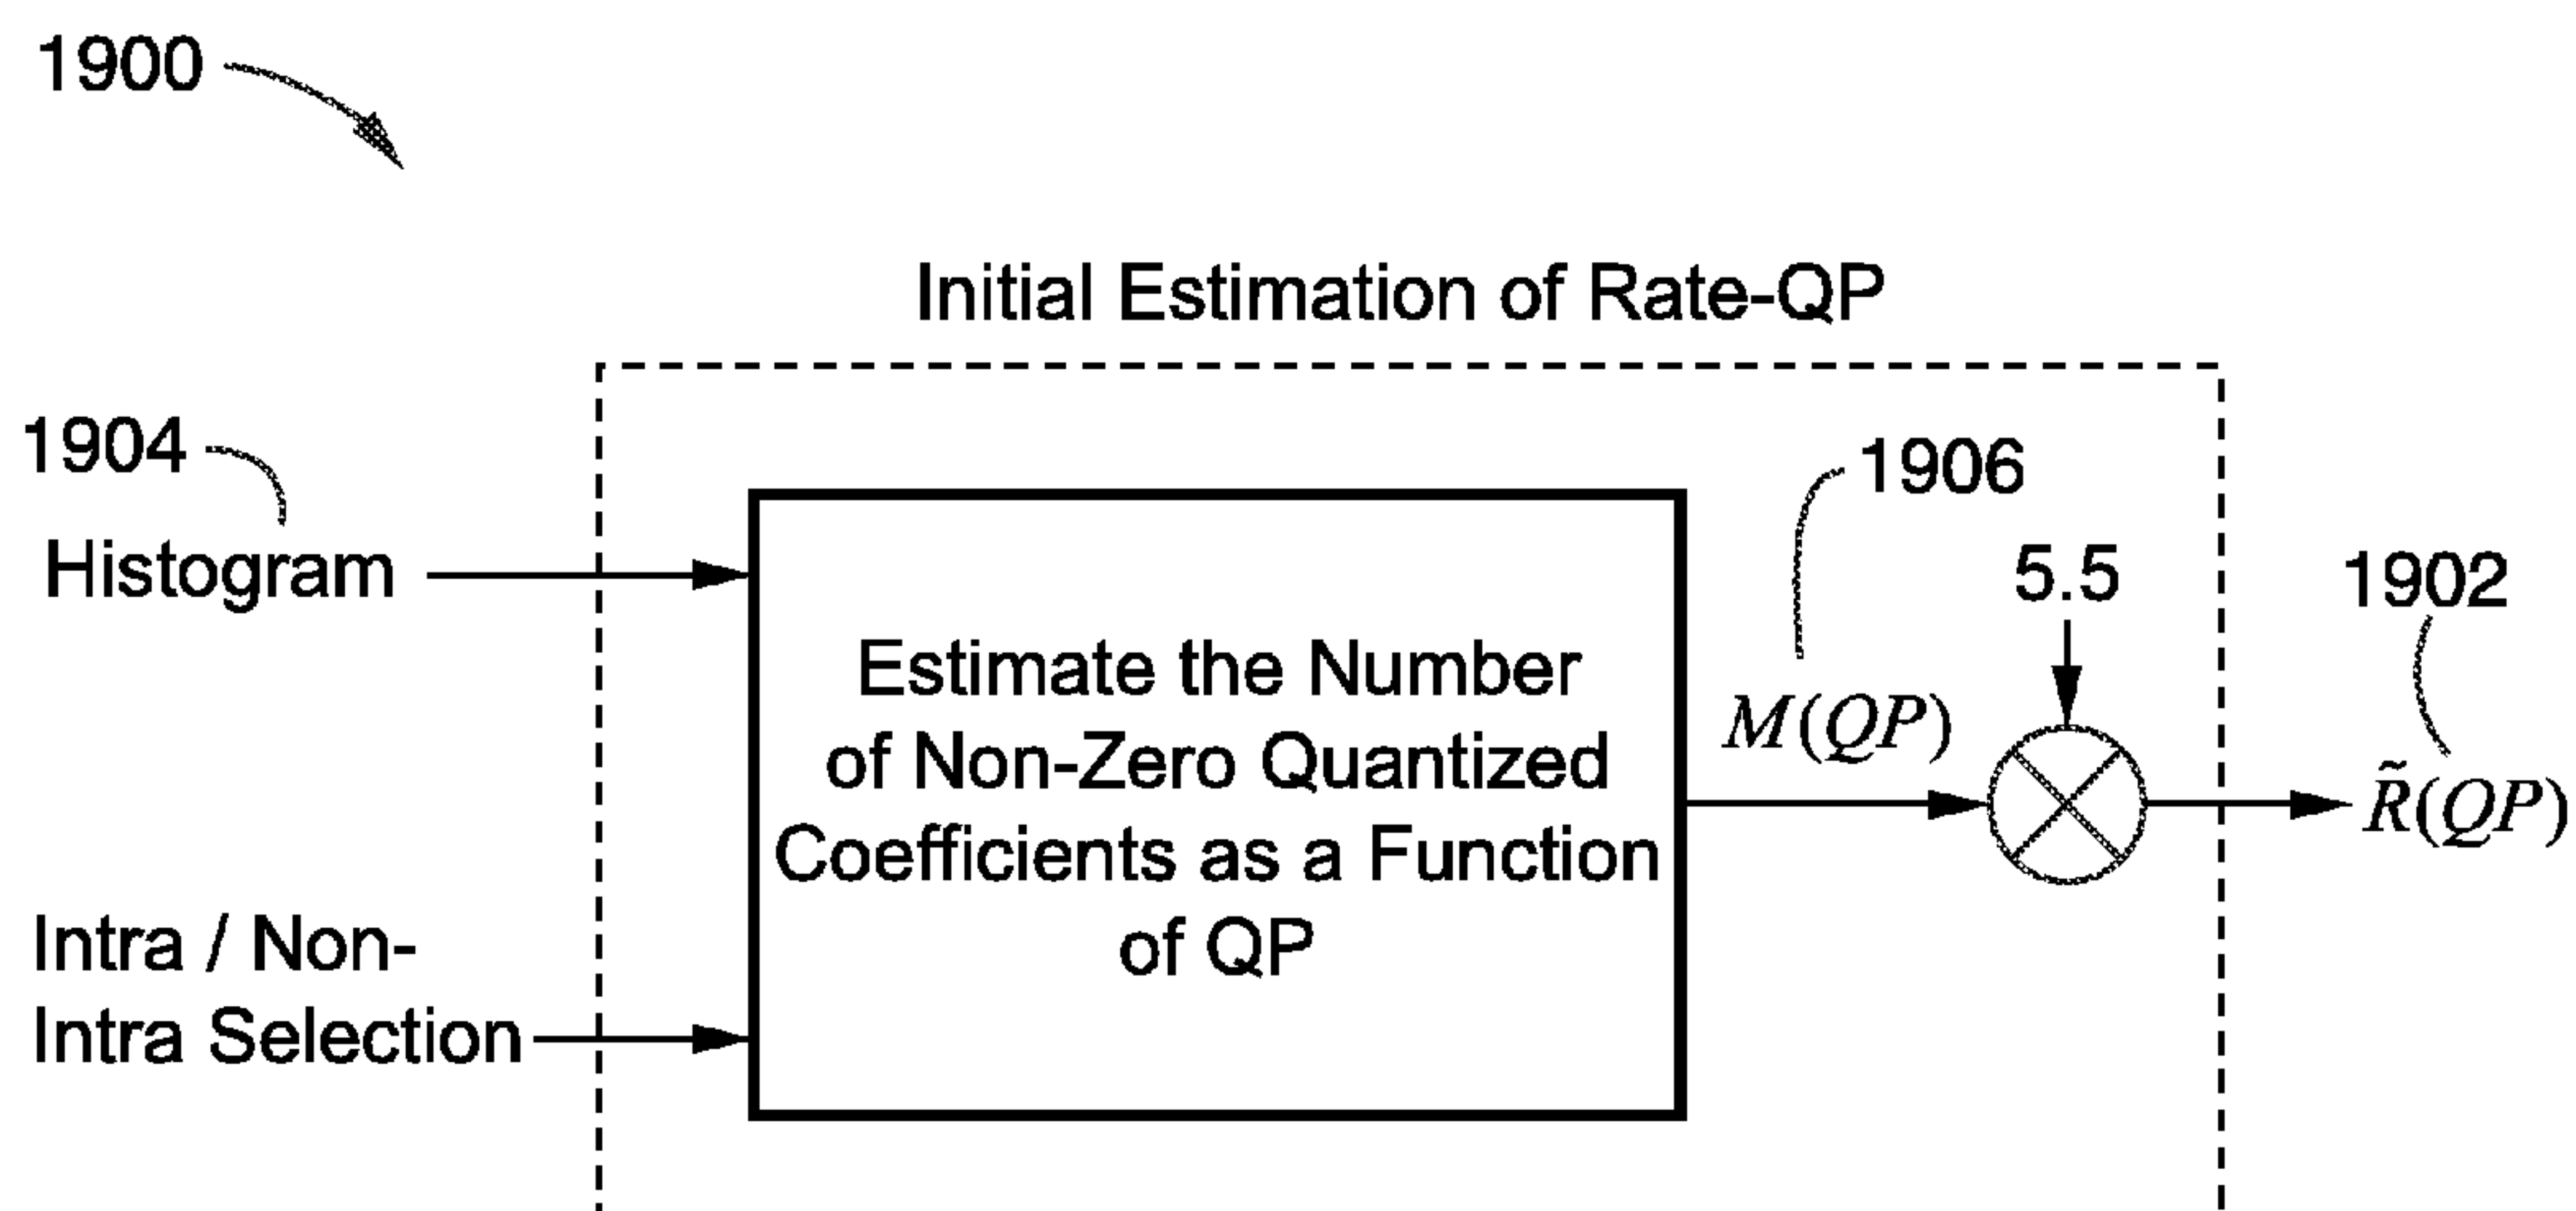 1900
Initial Estimation of Rate-QP
1904
1906
Histogram
5.5
1902
Estimate the Number
of Non-Zero Quantized
Coefficients as a Function
of QP
M(QP)
R̃(QP)
Intra / Non-
Intra Selection